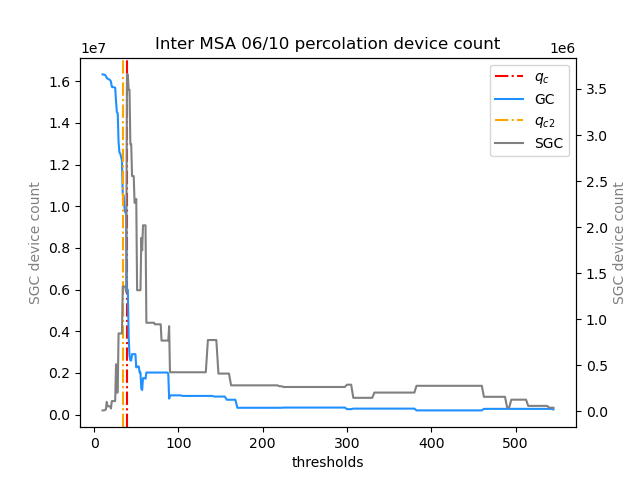 Inter MSA 06/10 percolation device count
1e7
1e6
1.6
1.4
1.2
1.0
0.8
0.6
0.4
0.2
0.0
SGC device count
3.5
3.0
2.5
2.0
1.5
1.0
0.5
0.0
SGC device count
q_c
GC
q_c2
SGC
0 100 200 300 400 500
thresholds